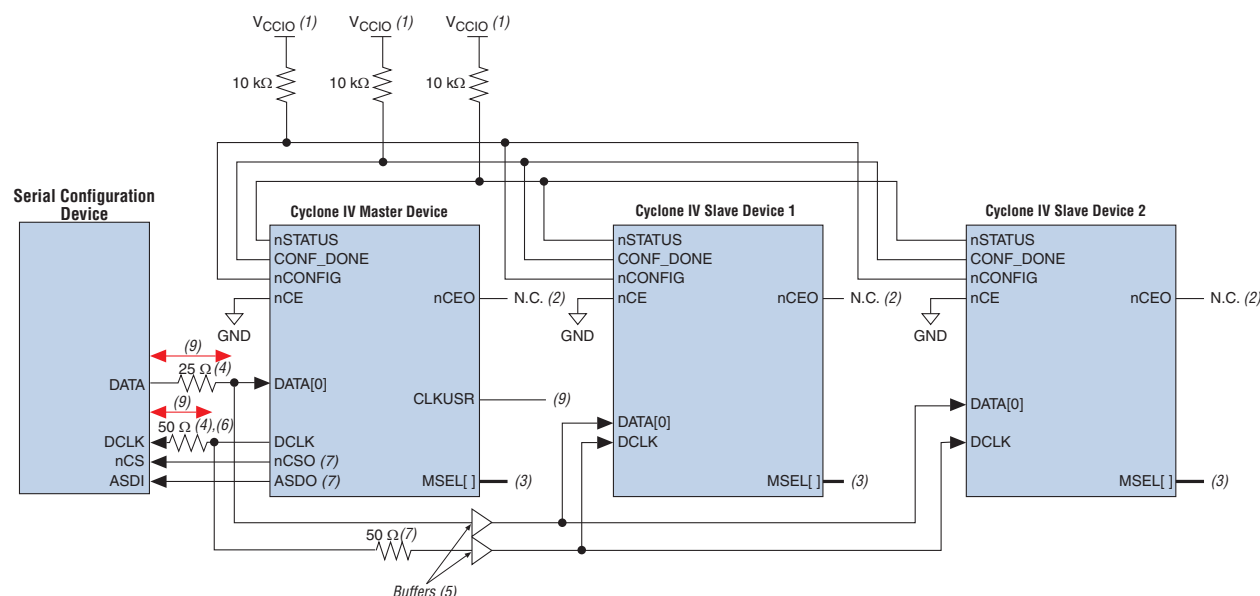 VCCIO (1) VCCIO (1) VCCIO (1)
10 kΩ 10 kΩ 10 kΩ
Serial Configuration
Device
DATA
DCLK
nCS
ASDI
(9)
25 Ω (4)
(9)
50 Ω (4),(6)
Cyclone IV Master Device
nSTATUS
CONF_DONE
nCONFIG
nCE
GND
nCEO
N.C. (2)
DATA[0]
CLKUSR
(9)
DCLK
nCSO (7)
ASDO (7)
MSEL[ ]
(3)
Cyclone IV Slave Device 1
nSTATUS
CONF_DONE
nCONFIG
nCE
GND
nCEO
N.C. (2)
DATA[0]
DCLK
MSEL[ ]
(3)
Cyclone IV Slave Device 2
nSTATUS
CONF_DONE
nCONFIG
nCE
GND
nCEO
N.C. (2)
DATA[0]
DCLK
MSEL[ ]
(3)
50 Ω (7)
Buffers (5)